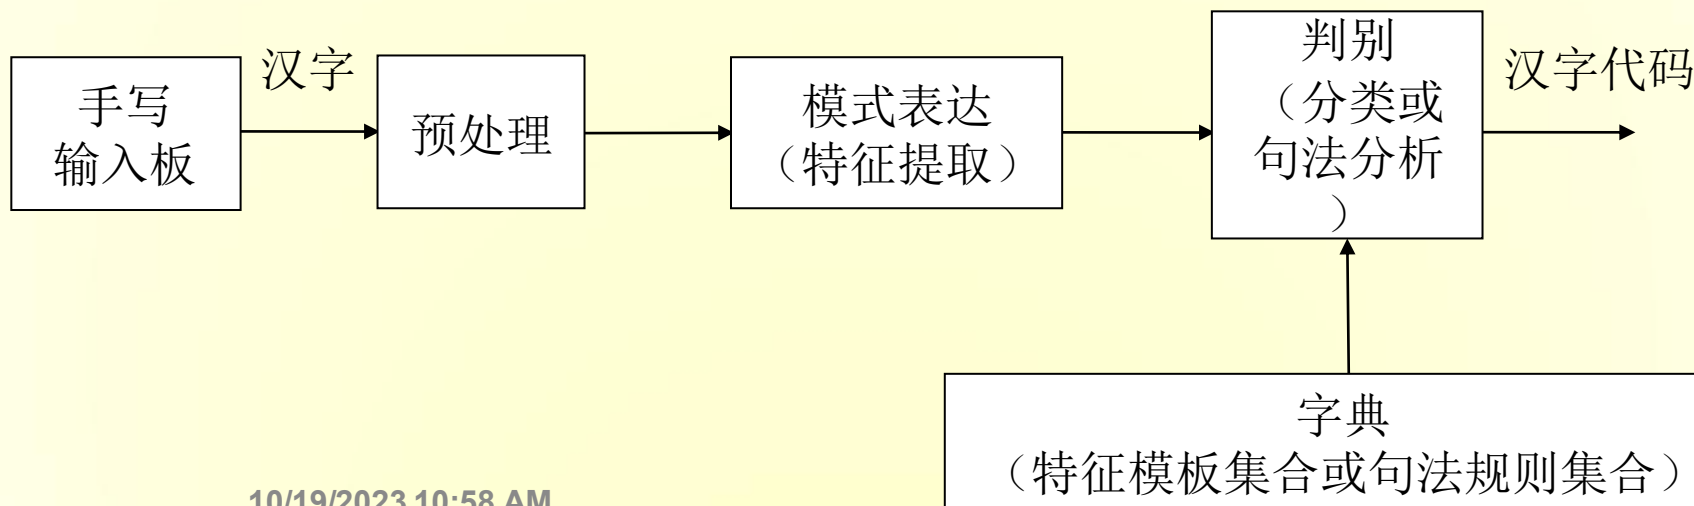 手写
输入板
汉字
预处理
模式表达
（特征提取）
判别
（分类或
句法分析
）
汉字代码
字典
（特征模板集合或句法规则集合）
10/19/2023 10:58 AM